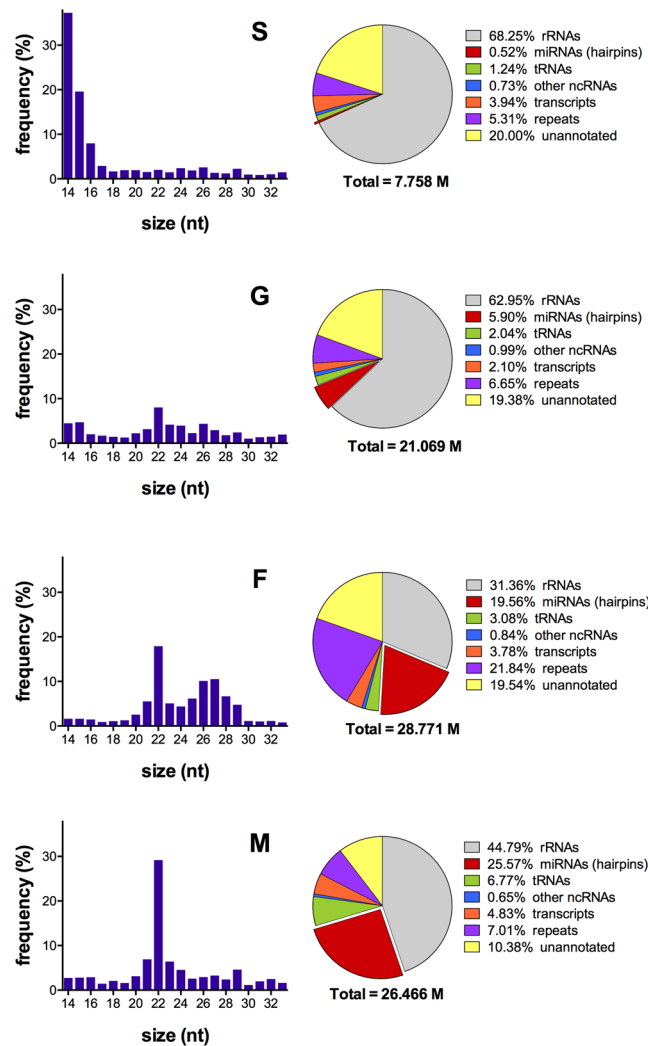 S
frequency (%)
30
20
10
0
14 16 18 20 22 24 26 28 30 32
size (nt)
68.25% rRNAs
0.52% miRNAs (hairpins)
1.24% tRNAs
0.73% other ncRNAs
3.94% transcripts
5.31% repeats
20.00% unannotated
Total = 7.758 M
G
frequency (%)
30
20
10
0
14 16 18 20 22 24 26 28 30 32
size (nt)
62.95% rRNAs
5.90% miRNAs (hairpins)
2.04% tRNAs
0.99% other ncRNAs
2.10% transcripts
6.65% repeats
19.38% unannotated
Total = 21.069 M
F
frequency (%)
30
20
10
0
14 16 18 20 22 24 26 28 30 32
size (nt)
31.36% rRNAs
19.56% miRNAs (hairpins)
3.08% tRNAs
0.84% other ncRNAs
3.78% transcripts
21.84% repeats
19.54% unannotated
Total = 28.771 M
M
frequency (%)
30
20
10
0
14 16 18 20 22 24 26 28 30 32
size (nt)
44.79% rRNAs
25.57% miRNAs (hairpins)
6.77% tRNAs
0.65% other ncRNAs
4.83% transcripts
7.01% repeats
10.38% unannotated
Total = 26.466 M